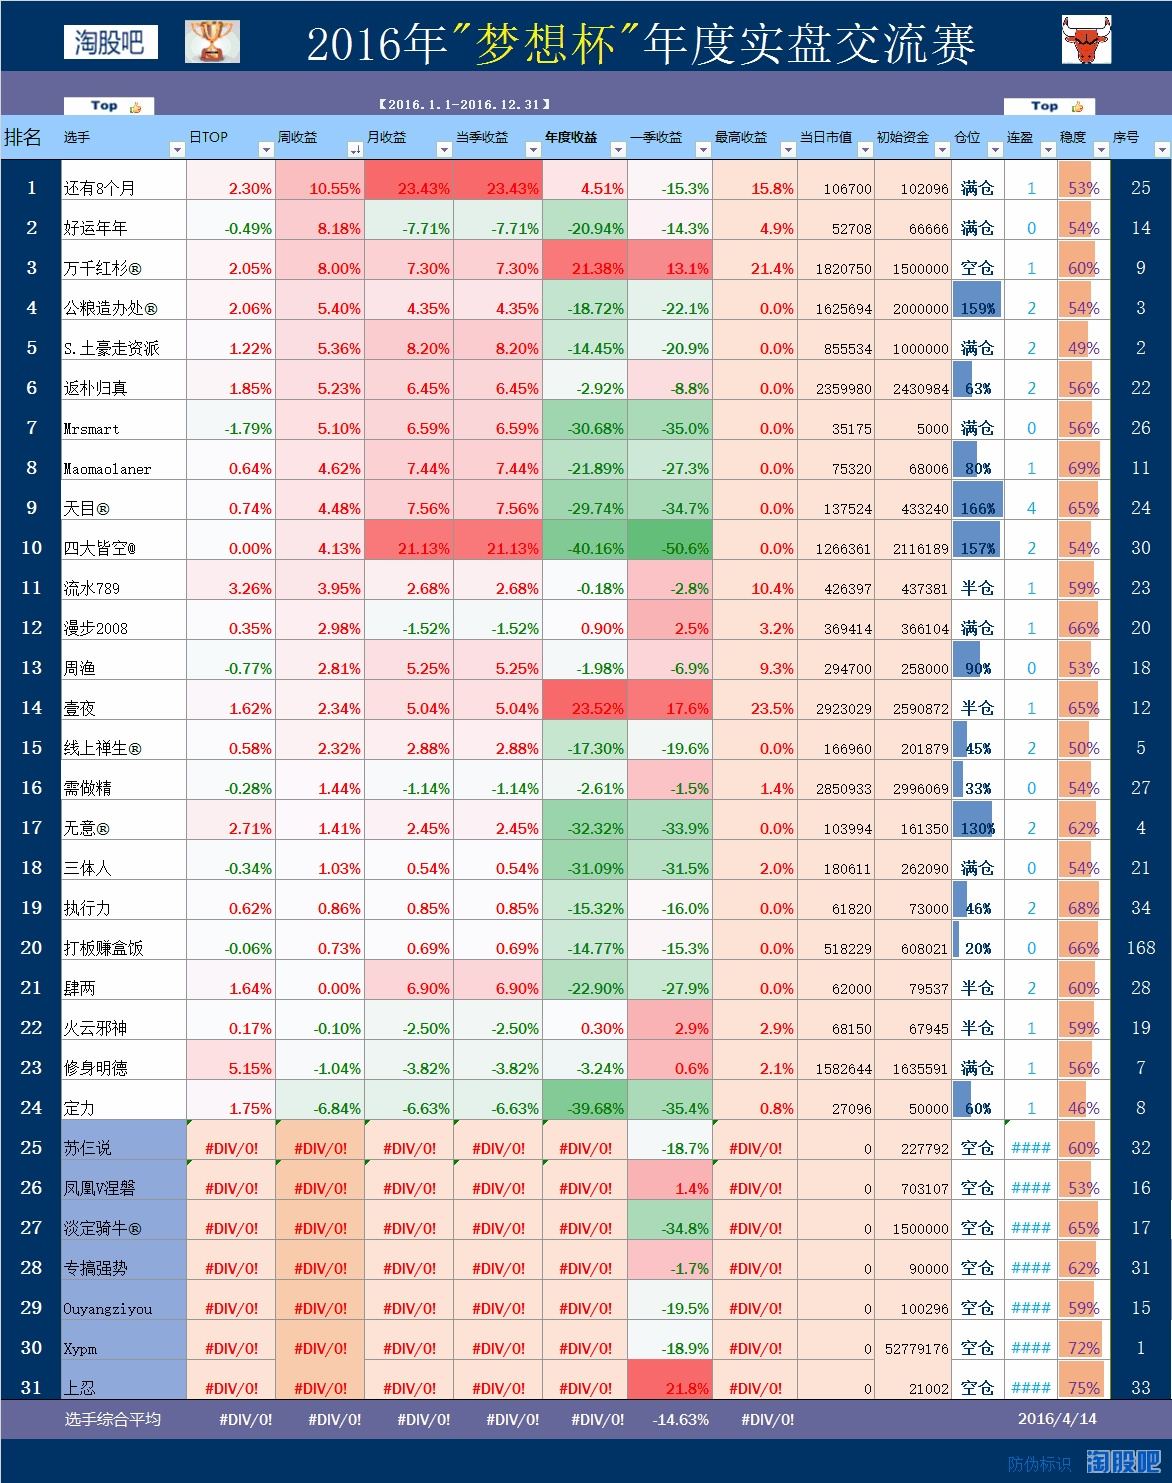 淘股吧 2016年"梦想杯"年度实盘交流赛
Top 【2016.1.1-2016.12.31】 Top
排名 选手 日TOP 周收益 月收益 当季收益 年度收益 一季收益 最高收益 当日市值 初始资金 仓位 连盈 稳度 序号
1 还有8个月 2.30% 10.55% 23.43% 23.43% 4.51% -15.3% 15.8% 106700 102096 满仓 1 53% 25
2 好运年年 -0.49% 8.18% -7.71% -7.71% -20.94% -14.3% 4.9% 52708 66666 满仓 0 54% 14
3 万千红杉® 2.05% 8.00% 7.30% 7.30% 21.38% 13.1% 21.4% 1820750 1500000 空仓 1 60% 9
4 公粮造办处® 2.06% 5.40% 4.35% 4.35% -18.72% -22.1% 0.0% 1625694 2000000 159% 2 54% 3
5 S.土豪走资派 1.22% 5.36% 8.20% 8.20% -14.45% -20.9% 0.0% 855534 1000000 满仓 2 49% 2
6 返朴归真 1.85% 5.23% 6.45% 6.45% -2.92% -8.8% 0.0% 2359980 2430984 63% 2 56% 22
7 Mrsmart -1.79% 5.10% 6.59% 6.59% -30.68% -35.0% 0.0% 35175 5000 满仓 0 56% 26
8 Maomaolaner 0.64% 4.62% 7.44% 7.44% -21.89% -27.3% 0.0% 75320 68006 80% 1 69% 11
9 天目® 0.74% 4.48% 7.56% 7.56% -29.74% -34.7% 0.0% 137524 433240 166% 4 65% 24
10 四大皆空@ 0.00% 4.13% 21.13% 21.13% -40.16% -50.6% 0.0% 1266361 2116189 157% 2 54% 30
11 流水789 3.26% 3.95% 2.68% 2.68% -0.18% -2.8% 10.4% 426397 437381 半仓 1 59% 23
12 漫步2008 0.35% 2.98% -1.52% -1.52% 0.90% 2.5% 3.2% 369414 366104 满仓 1 66% 20
13 周渔 -0.77% 2.81% 5.25% 5.25% -1.98% -6.9% 9.3% 294700 258000 90% 0 53% 18
14 壹夜 1.62% 2.34% 5.04% 5.04% 23.52% 17.6% 23.5% 2923029 2590872 半仓 1 65% 12
15 线上禅生® 0.58% 2.32% 2.88% 2.88% -17.30% -19.6% 0.0% 166960 201879 45% 2 50% 5
16 需做精 -0.28% 1.44% -1.14% -1.14% -2.61% -1.5% 1.4% 2850933 2996069 33% 0 54% 27
17 无意® 2.71% 1.41% 2.45% 2.45% -32.32% -33.9% 0.0% 103994 161350 130% 2 62% 4
18 三体人 -0.34% 1.03% 0.54% 0.54% -31.09% -31.5% 2.0% 180611 262090 满仓 0 54% 21
19 执行力 0.62% 0.86% 0.85% 0.85% -15.32% -16.0% 0.0% 61820 73000 46% 2 68% 34
20 打板赚盒饭 -0.06% 0.73% 0.69% 0.69% -14.77% -15.3% 0.0% 518229 608021 20% 0 66% 168
21 肆两 1.64% 0.00% 6.90% 6.90% -22.90% -27.9% 0.0% 62000 79537 半仓 2 60% 28
22 火云邪神 0.17% -0.10% -2.50% -2.50% 0.30% 2.9% 2.9% 68150 67945 半仓 1 59% 19
23 修身明德 5.15% -1.04% -3.82% -3.82% -3.24% 0.6% 2.1% 1582644 1635591 满仓 1 56% 7
24 定力 1.75% -6.84% -6.63% -6.63% -39.68% -35.4% 0.8% 27096 50000 60% 1 46% 8
25 苏仨说 #DIV/0! #DIV/0! #DIV/0! #DIV/0! #DIV/0! -18.7% #DIV/0! 0 227792 空仓 #### 60% 32
26 凤凰V涅磐 #DIV/0! #DIV/0! #DIV/0! #DIV/0! #DIV/0! 1.4% #DIV/0! 0 703107 空仓 #### 53% 16
27 淡定骑牛® #DIV/0! #DIV/0! #DIV/0! #DIV/0! #DIV/0! -34.8% #DIV/0! 0 1500000 空仓 #### 65% 17
28 专搞强势 #DIV/0! #DIV/0! #DIV/0! #DIV/0! #DIV/0! -1.7% #DIV/0! 0 90000 空仓 #### 62% 31
29 Ouyangziyou #DIV/0! #DIV/0! #DIV/0! #DIV/0! #DIV/0! -19.5% #DIV/0! 0 100296 空仓 #### 59% 15
30 Xypm #DIV/0! #DIV/0! #DIV/0! #DIV/0! #DIV/0! -18.9% #DIV/0! 0 52779176 空仓 #### 72% 1
31 上忍 #DIV/0! #DIV/0! #DIV/0! #DIV/0! #DIV/0! 21.8% #DIV/0! 0 21002 空仓 #### 75% 33
选手综合平均 #DIV/0! #DIV/0! #DIV/0! #DIV/0! #DIV/0! -14.63% #DIV/0! 2016/4/14
防伪标识 淘股吧